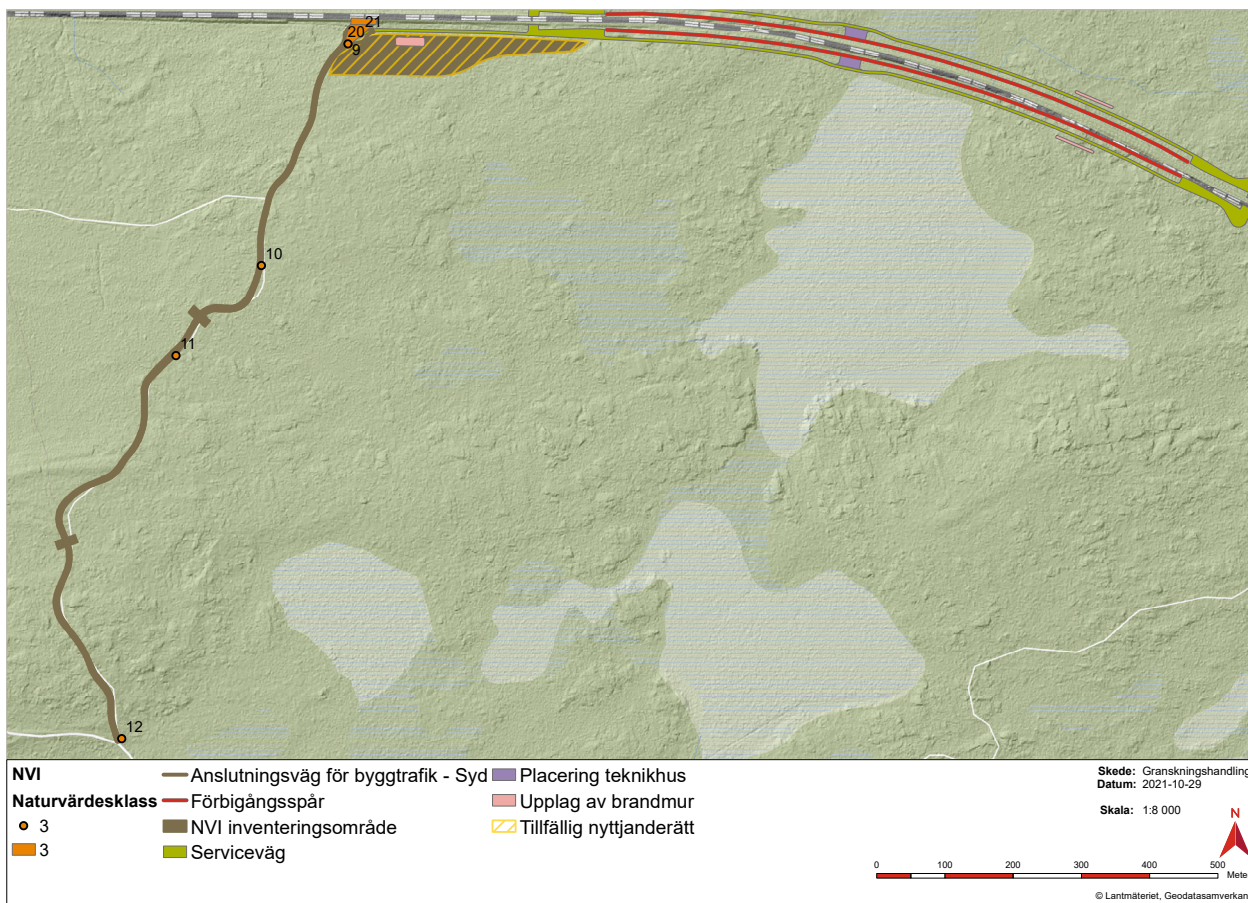 21
20
9
10
11
12
NVI
Naturvärdesklass
3
3
Anslutningsväg för byggtrafik - Syd
Förbigångsspår
NVI inventeringsområde
Serviceväg
Placering teknikhus
Upplag av brandmur
Tillfällig nyttjanderätt
Skede: Granskningshandling
Datum: 2021-10-29
Skala: 1:8 000
N
0 100 200 300 400 500
Mete
© Lantmäteriet, Geodatasamverkan